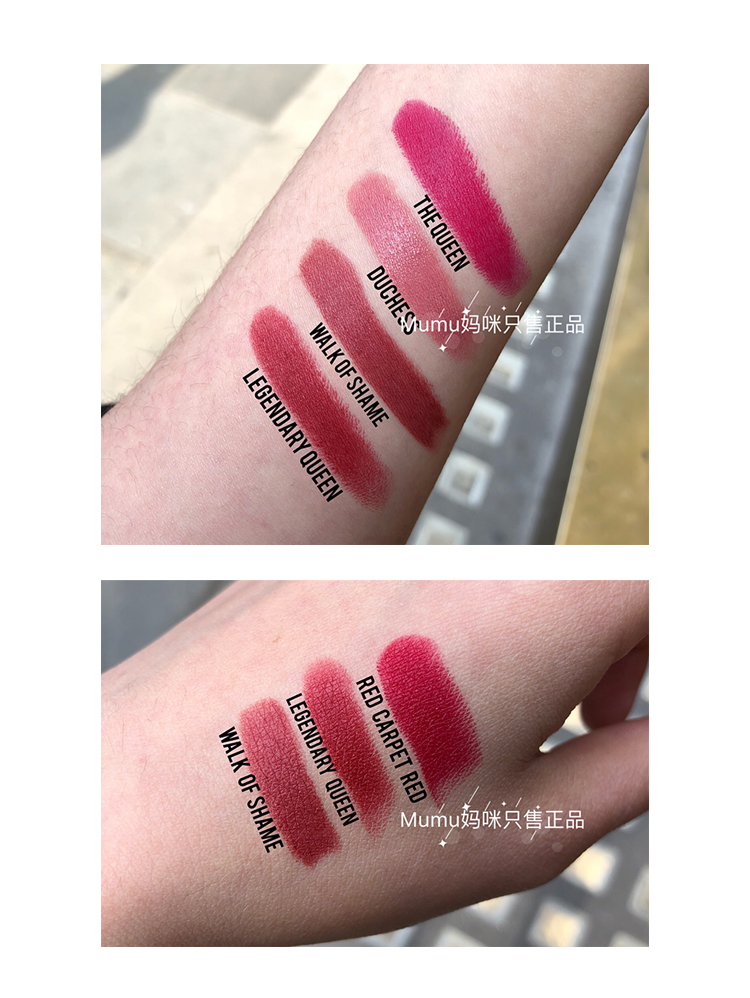 THE QUEEN
DUCHESS
WALK OF SHAME
LEGENDARY QUEEN
Mumu妈咪只售正品
RED CARPET RED
LEGENDARY QUEEN
WALK OF SHAME
Mumu妈咪只售正品